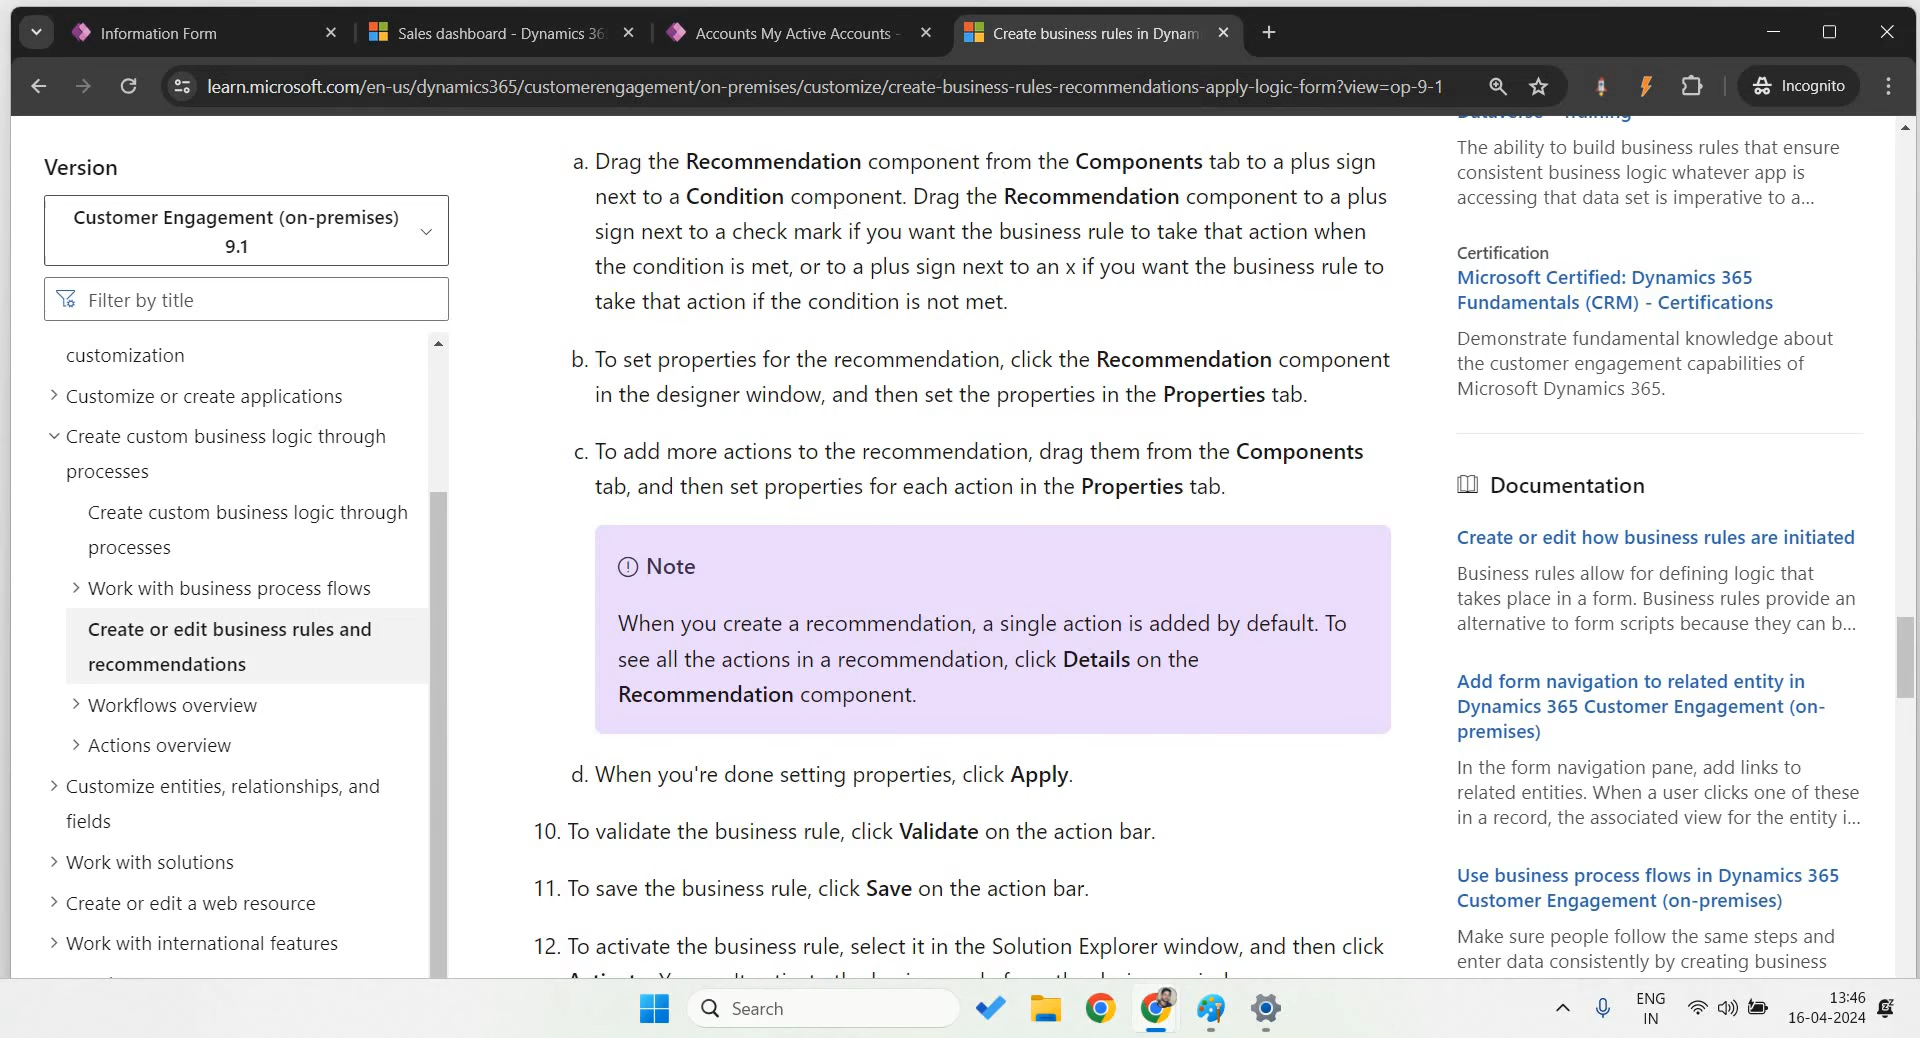 Information Form
Sales dashboard - Dynamics 36
Accounts My Active Accounts -
Create business rules in Dynam
learn.microsoft.com/en-us/dynamics365/customerengagement/on-premises/customize/create-business-rules-recommendations-apply-logic-form?view=op-9-1
Incognito
Version
Customer Engagement (on-premises)
9.1
Filter by title
customization
Customize or create applications
Create custom business logic through
processes
Create custom business logic through
processes
Work with business process flows
Create or edit business rules and
recommendations
Workflows overview
Actions overview
Customize entities, relationships, and
fields
Work with solutions
Create or edit a web resource
Work with international features
a. Drag the Recommendation component from the Components tab to a plus sign
next to a Condition component. Drag the Recommendation component to a plus
sign next to a check mark if you want the business rule to take that action when
the condition is met, or to a plus sign next to an x if you want the business rule to
take that action if the condition is not met.
b. To set properties for the recommendation, click the Recommendation component
in the designer window, and then set the properties in the Properties tab.
c. To add more actions to the recommendation, drag them from the Components
tab, and then set properties for each action in the Properties tab.
Note
When you create a recommendation, a single action is added by default. To
see all the actions in a recommendation, click Details on the
Recommendation component.
d. When you're done setting properties, click Apply.
10. To validate the business rule, click Validate on the action bar.
11. To save the business rule, click Save on the action bar.
12. To activate the business rule, select it in the Solution Explorer window, and then click
The ability to build business rules that ensure
consistent business logic whatever app is
accessing that data set is imperative to a...
Certification
Microsoft Certified: Dynamics 365
Fundamentals (CRM) - Certifications
Demonstrate fundamental knowledge about
the customer engagement capabilities of
Microsoft Dynamics 365.
Documentation
Create or edit how business rules are initiated
Business rules allow for defining logic that
takes place in a form. Business rules provide an
alternative to form scripts because they can b...
Add form navigation to related entity in
Dynamics 365 Customer Engagement (on-
premises)
In the form navigation pane, add links to
related entities. When a user clicks one of these
in a record, the associated view for the entity i...
Use business process flows in Dynamics 365
Customer Engagement (on-premises)
Make sure people follow the same steps and
enter data consistently by creating business
Search
ENG
IN
13:46
16-04-2024